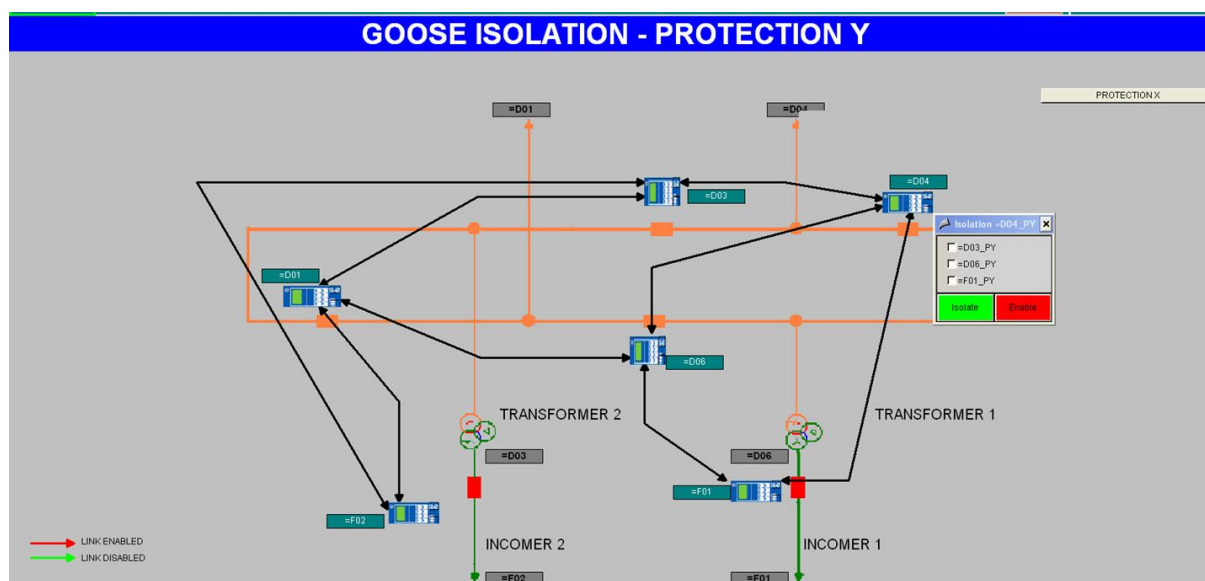 GOOSE ISOLATION - PROTECTION Y
PROTECTION X
=D01
=D04
=D03
=D04
Isolation -D04_PY
=D03_PY
=D06_PY
=F01_PY
Isolate
Enable
=D01
=D06
TRANSFORMER 2
TRANSFORMER 1
=D03
=D06
=F01
=F02
LINK ENABLED
LINK DISABLED
INCOMER 2
INCOMER 1
=F02
=F01